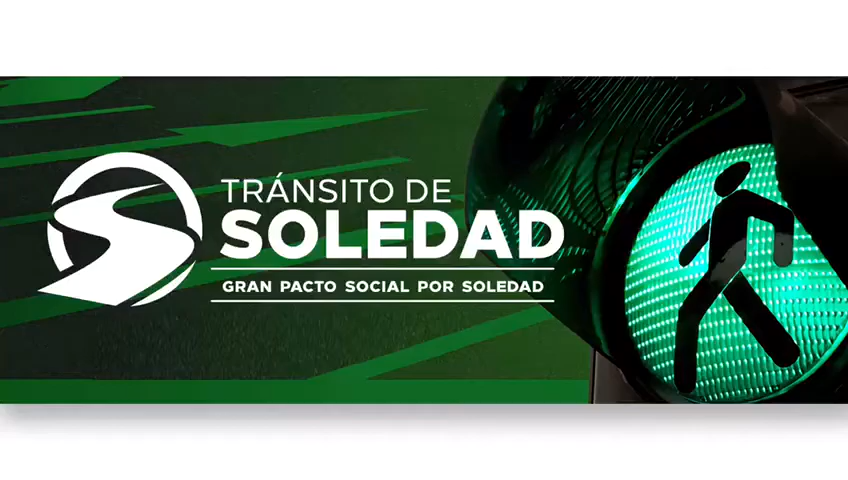 TRÁNSITO DE
SOLEDAD
GRAN PACTO SOCIAL POR SOLEDAD